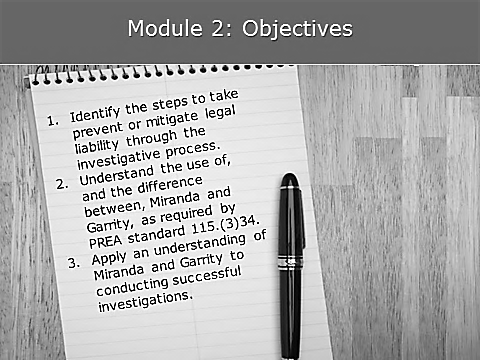 Module 2: Objectives
1. Identify the steps to take
prevent or mitigate legal
liability through the
investigative process.
2. Understand the use of,
and the difference
between, Miranda and
Garrity, as required by
PREA standard 115.(3)34.
3. Apply an understanding of
Miranda and Garrity to
conducting successful
investigations.